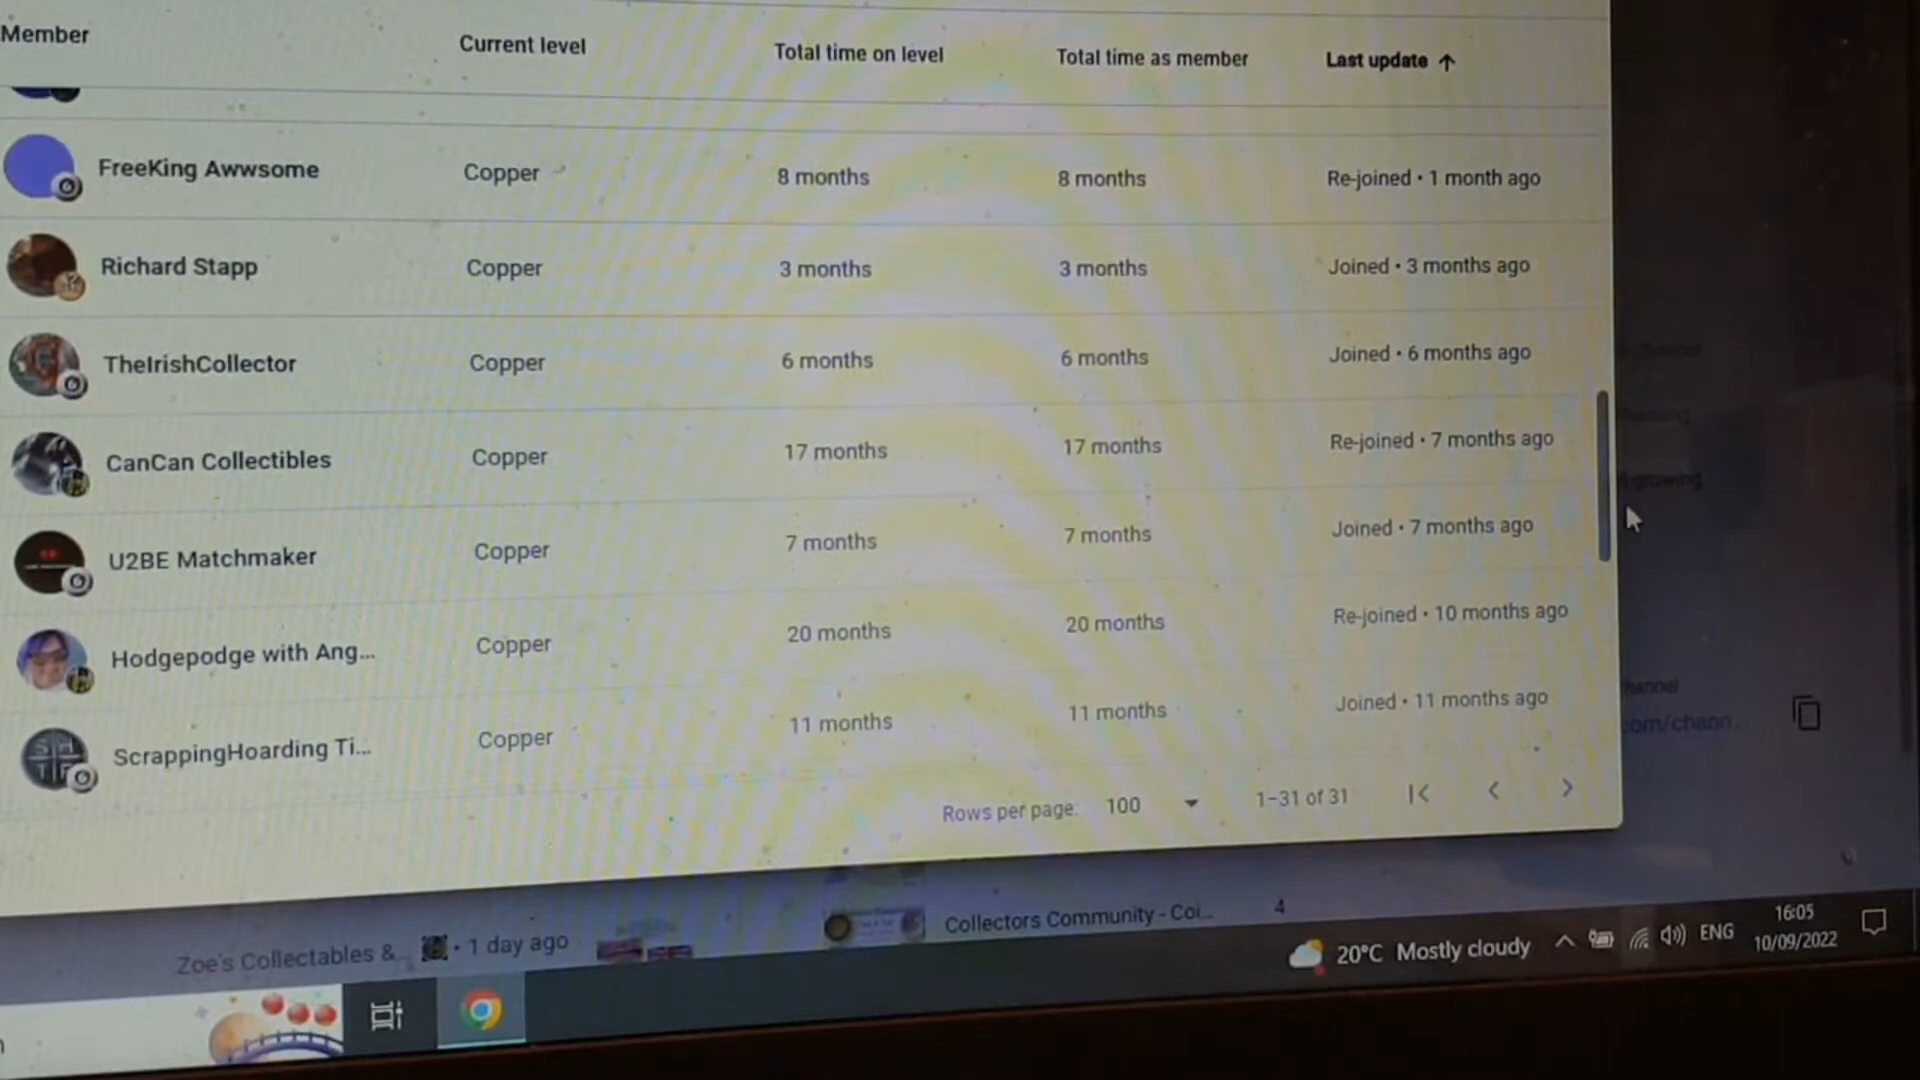 Member Current level Total time on level Total time as member Last update
FreeKing Awwsome Copper 8 months 8 months Re-joined • 1 month ago
Richard Stapp Copper 3 months 3 months Joined • 3 months ago
TheIrishCollector Copper 6 months 6 months Joined • 6 months ago
CanCan Collectibles Copper 17 months 17 months Re-joined • 7 months ago
U2BE Matchmaker Copper 7 months 7 months Joined • 7 months ago
Hodgepodge with Ang... Copper 20 months 20 months Re-joined • 10 months ago
ScrappingHoarding Ti... Copper 11 months 11 months Joined • 11 months ago
Rows per page: 100 1–31 of 31
growing
hannel
com/chann...
Zoe's Collectables &... • 1 day ago Collectors Community - Coi... 4
20°C Mostly cloudy ENG 16:05
10/09/2022